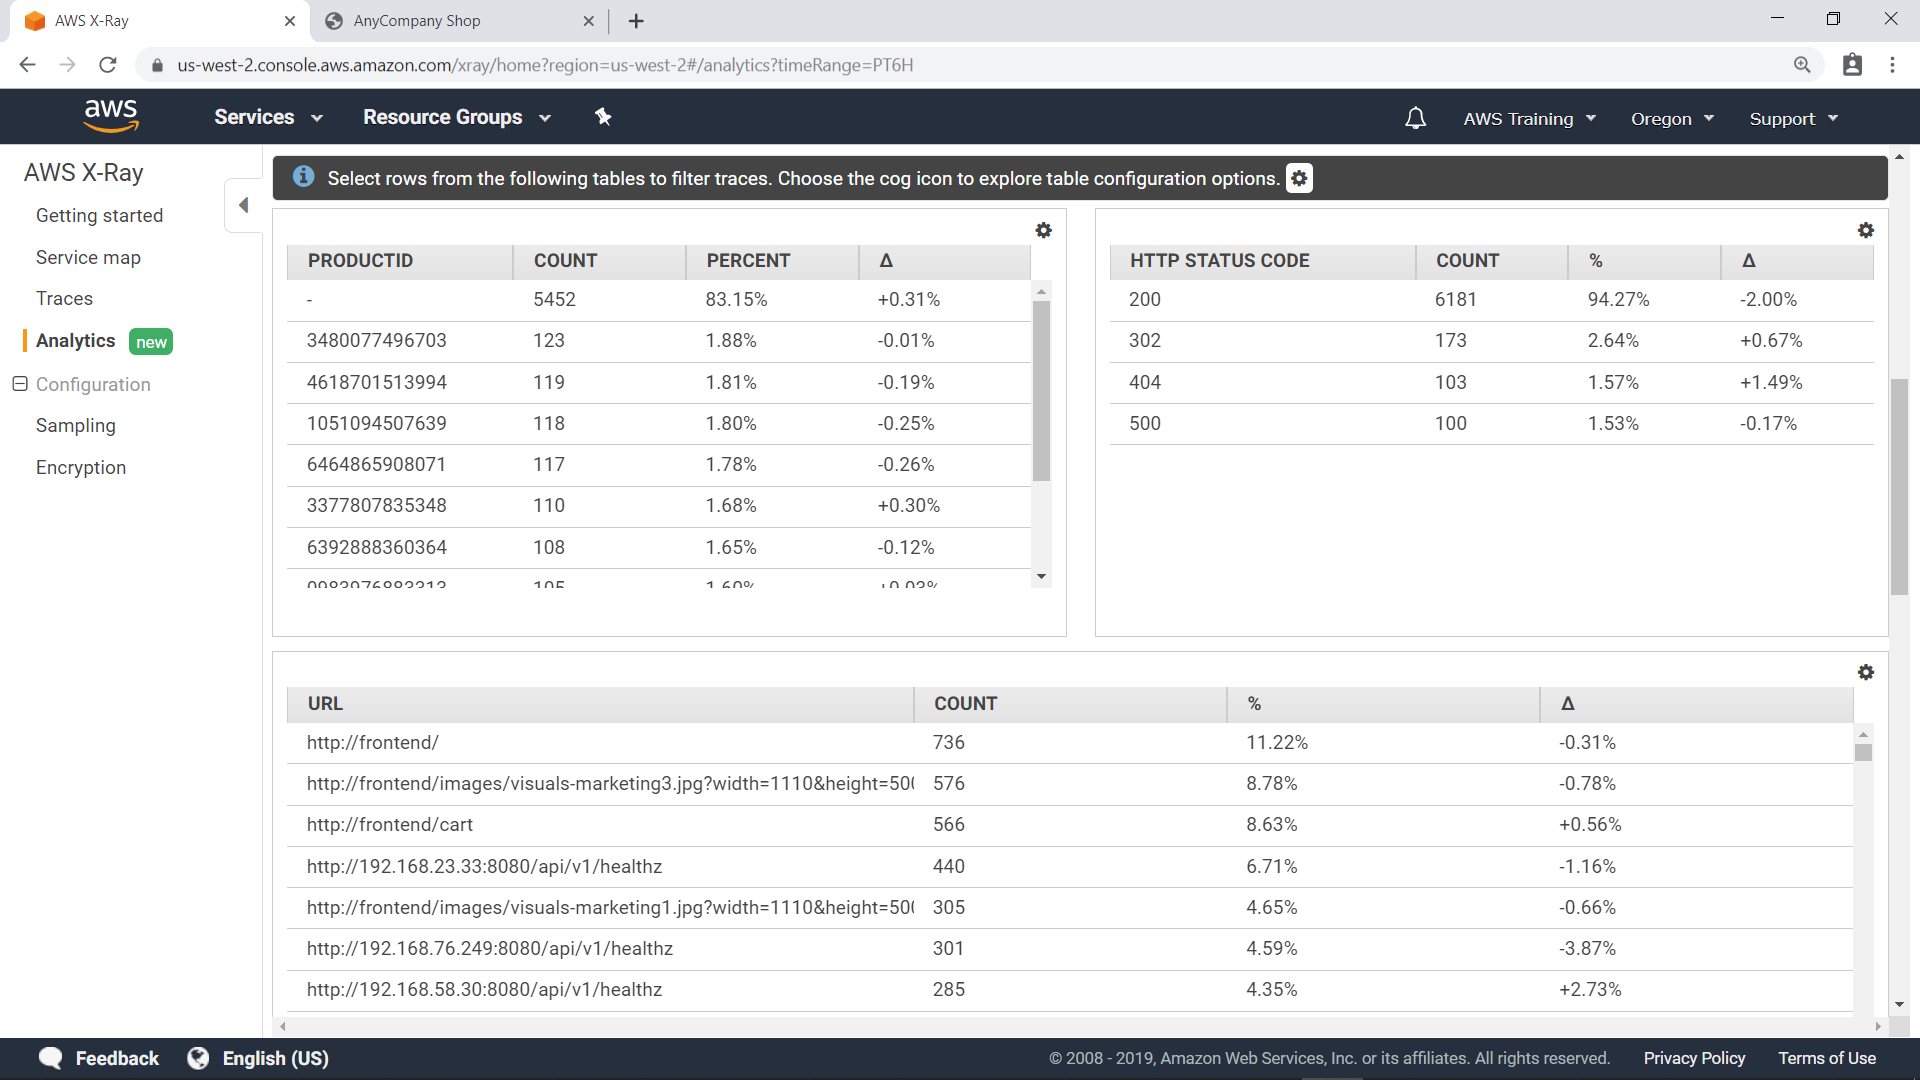 AWS X-Ray
AnyCompany Shop
us-west-2.console.aws.amazon.com/xray/home?region=us-west-2#/analytics?timeRange=PT6H
aws
Services
Resource Groups
AWS Training
Oregon
Support
AWS X-Ray
Getting started
Service map
Traces
Analytics new
Configuration
Sampling
Encryption
Select rows from the following tables to filter traces. Choose the cog icon to explore table configuration options.
PRODUCTID COUNT PERCENT Δ
- 5452 83.15% +0.31%
3480077496703 123 1.88% -0.01%
4618701513994 119 1.81% -0.19%
1051094507639 118 1.80% -0.25%
6464865908071 117 1.78% -0.26%
3377807835348 110 1.68% +0.30%
6392888360364 108 1.65% -0.12%
HTTP STATUS CODE COUNT % Δ
200 6181 94.27% -2.00%
302 173 2.64% +0.67%
404 103 1.57% +1.49%
500 100 1.53% -0.17%
URL COUNT % Δ
http://frontend/ 736 11.22% -0.31%
http://frontend/images/visuals-marketing3.jpg?width=1110&height=500 576 8.78% -0.78%
http://frontend/cart 566 8.63% +0.56%
http://192.168.23.33:8080/api/v1/healthz 440 6.71% -1.16%
http://frontend/images/visuals-marketing1.jpg?width=1110&height=500 305 4.65% -0.66%
http://192.168.76.249:8080/api/v1/healthz 301 4.59% -3.87%
http://192.168.58.30:8080/api/v1/healthz 285 4.35% +2.73%
Feedback
English (US)
© 2008 - 2019, Amazon Web Services, Inc. or its affiliates. All rights reserved.
Privacy Policy
Terms of Use